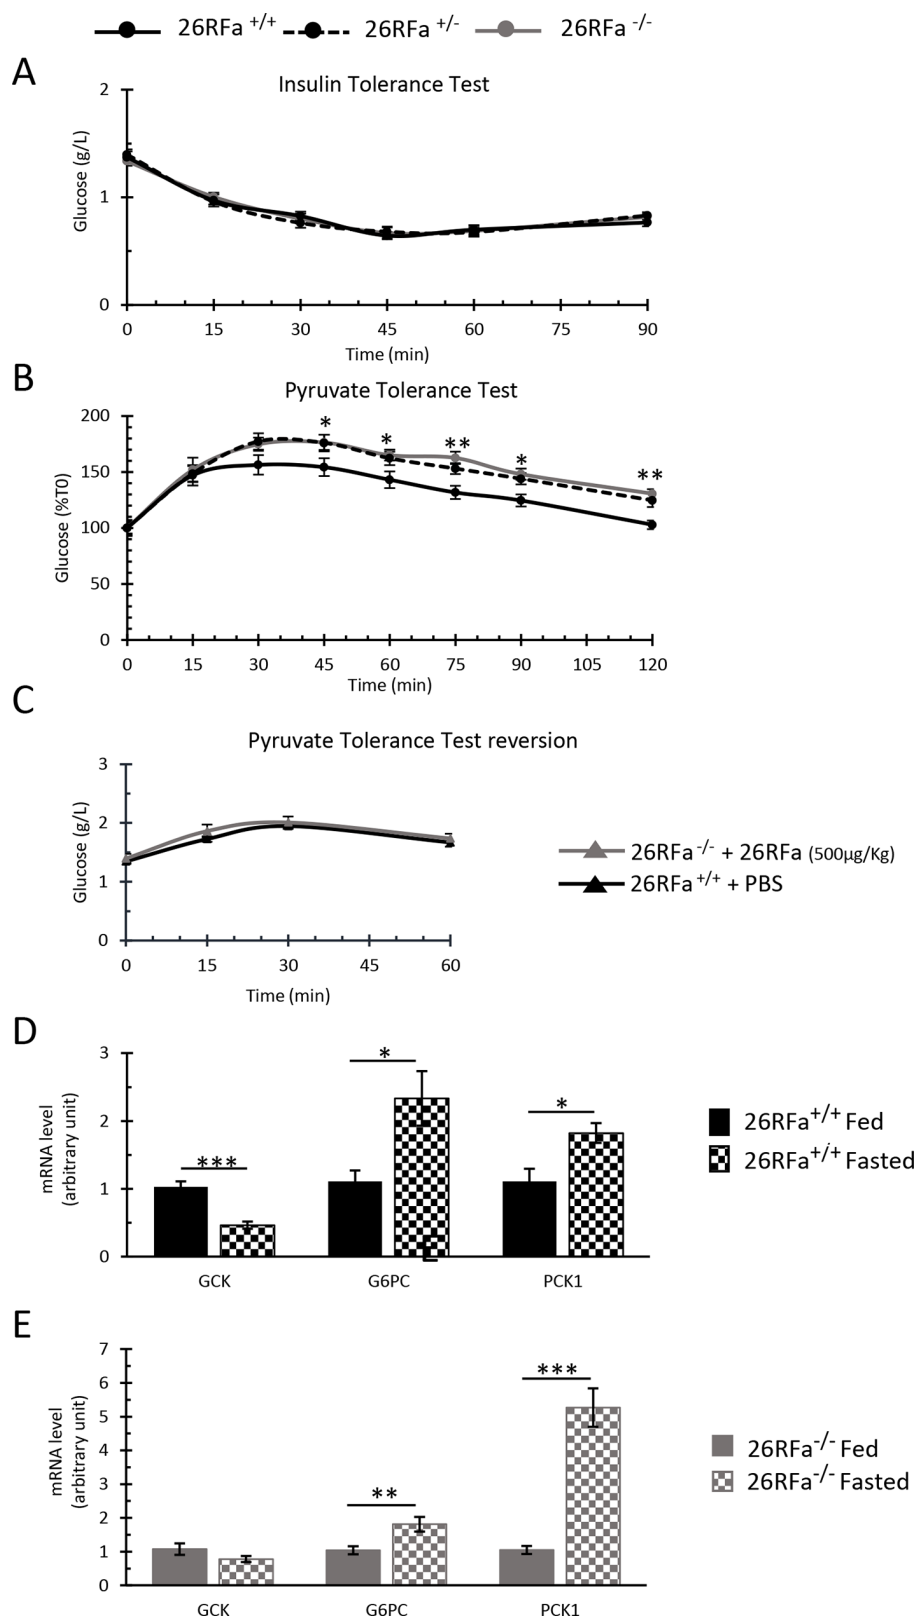 26RFa +/+ 26RFa +/- 26RFa -/-
A
Insulin Tolerance Test
Glucose (g/L)
2
1
0
0 15 30 45 60 75 90
Time (min)
B
Pyruvate Tolerance Test
Glucose (%T0)
200
150
100
50
0
* * ** * **
0 15 30 45 60 75 90 105 120
Time (min)
C
Pyruvate Tolerance Test reversion
Glucose (g/L)
3
2
1
0
0 15 30 45 60
Time (min)
26RFa -/- + 26RFa (500µg/Kg)
26RFa +/+ + PBS
D
mRNA level
(arbitrary unit)
3
2
1
0
*** * *
GCK G6PC PCK1
26RFa+/+ Fed
26RFa+/+ Fasted
E
mRNA level
(arbitrary unit)
7
6
5
4
3
2
1
0
** ***
GCK G6PC PCK1
26RFa-/- Fed
26RFa-/- Fasted